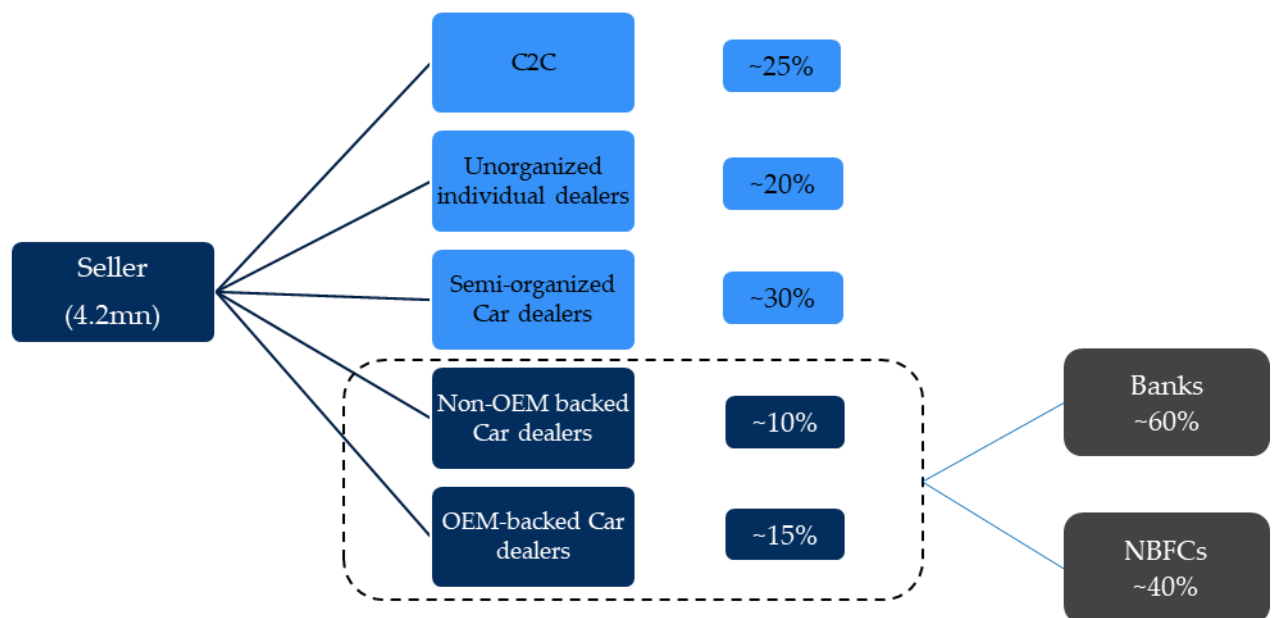 C2C
~25%
Unorganized
individual dealers
~20%
Seller
(4.2mn)
Semi-organized
Car dealers
~30%
Non-OEM backed
Car dealers
~10%
OEM-backed Car
dealers
~15%
Banks
~60%
NBFCs
~40%